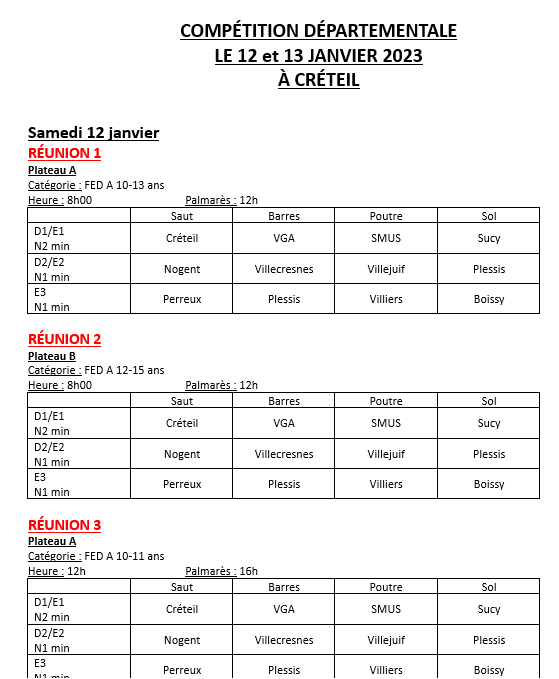 COMPÉTITION DÉPARTEMENTALE
LE 12 et 13 JANVIER 2023
À CRÉTEIL
Samedi 12 janvier
RÉUNION 1
Plateau A
Catégorie : FED A 10-13 ans
Heure : 8h00 Palmarès : 12h
Saut Barres Poutre Sol
D1/E1
N2 min Créteil VGA SMUS Sucy
D2/E2
N1 min Nogent Villecresnes Villejuif Plessis
E3
N1 min Perreux Plessis Villiers Boissy
RÉUNION 2
Plateau B
Catégorie : FED A 12-15 ans
Heure : 8h00 Palmarès : 12h
Saut Barres Poutre Sol
D1/E1
N2 min Créteil VGA SMUS Sucy
D2/E2
N1 min Nogent Villecresnes Villejuif Plessis
E3
N1 min Perreux Plessis Villiers Boissy
RÉUNION 3
Plateau A
Catégorie : FED A 10-11 ans
Heure : 12h Palmarès : 16h
Saut Barres Poutre Sol
D1/E1
N2 min Créteil VGA SMUS Sucy
D2/E2
N1 min Nogent Villecresnes Villejuif Plessis
E3
N1 min Perreux Plessis Villiers Boissy